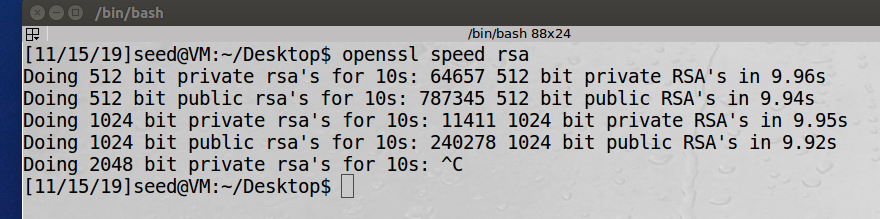 /bin/bash
/bin/bash 88x24
[11/15/19]seed@VM:~/Desktop$ openssl speed rsa
Doing 512 bit private rsa's for 10s: 64657 512 bit private RSA's in 9.96s
Doing 512 bit public rsa's for 10s: 787345 512 bit public RSA's in 9.94s
Doing 1024 bit private rsa's for 10s: 11411 1024 bit private RSA's in 9.95s
Doing 1024 bit public rsa's for 10s: 240278 1024 bit public RSA's in 9.92s
Doing 2048 bit private rsa's for 10s: ^C
[11/15/19]seed@VM:~/Desktop$